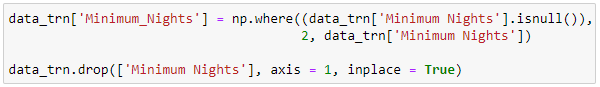 data_trn['Minimum_Nights'] = np.where((data_trn['Minimum Nights'].isnull()),
2, data_trn['Minimum Nights'])
data_trn.drop(['Minimum Nights'], axis = 1, inplace = True)